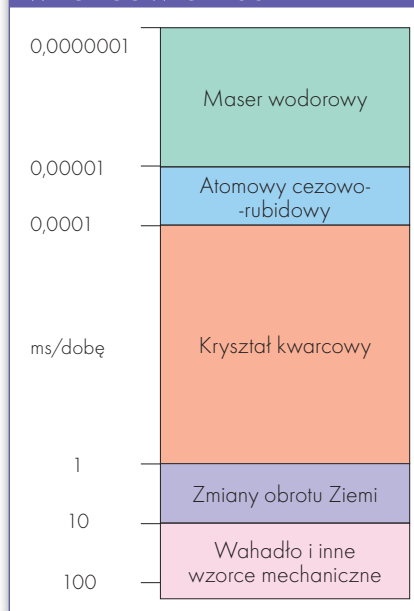 0,0000001
Maser wodorowy
0,00001
Atomowy cezowo-
-rubidowy
0,0001
ms/dobę
Kryształ kwarcowy
1
Zmiany obrotu Ziemi
10
Wahadło i inne
wzorce mechaniczne
100